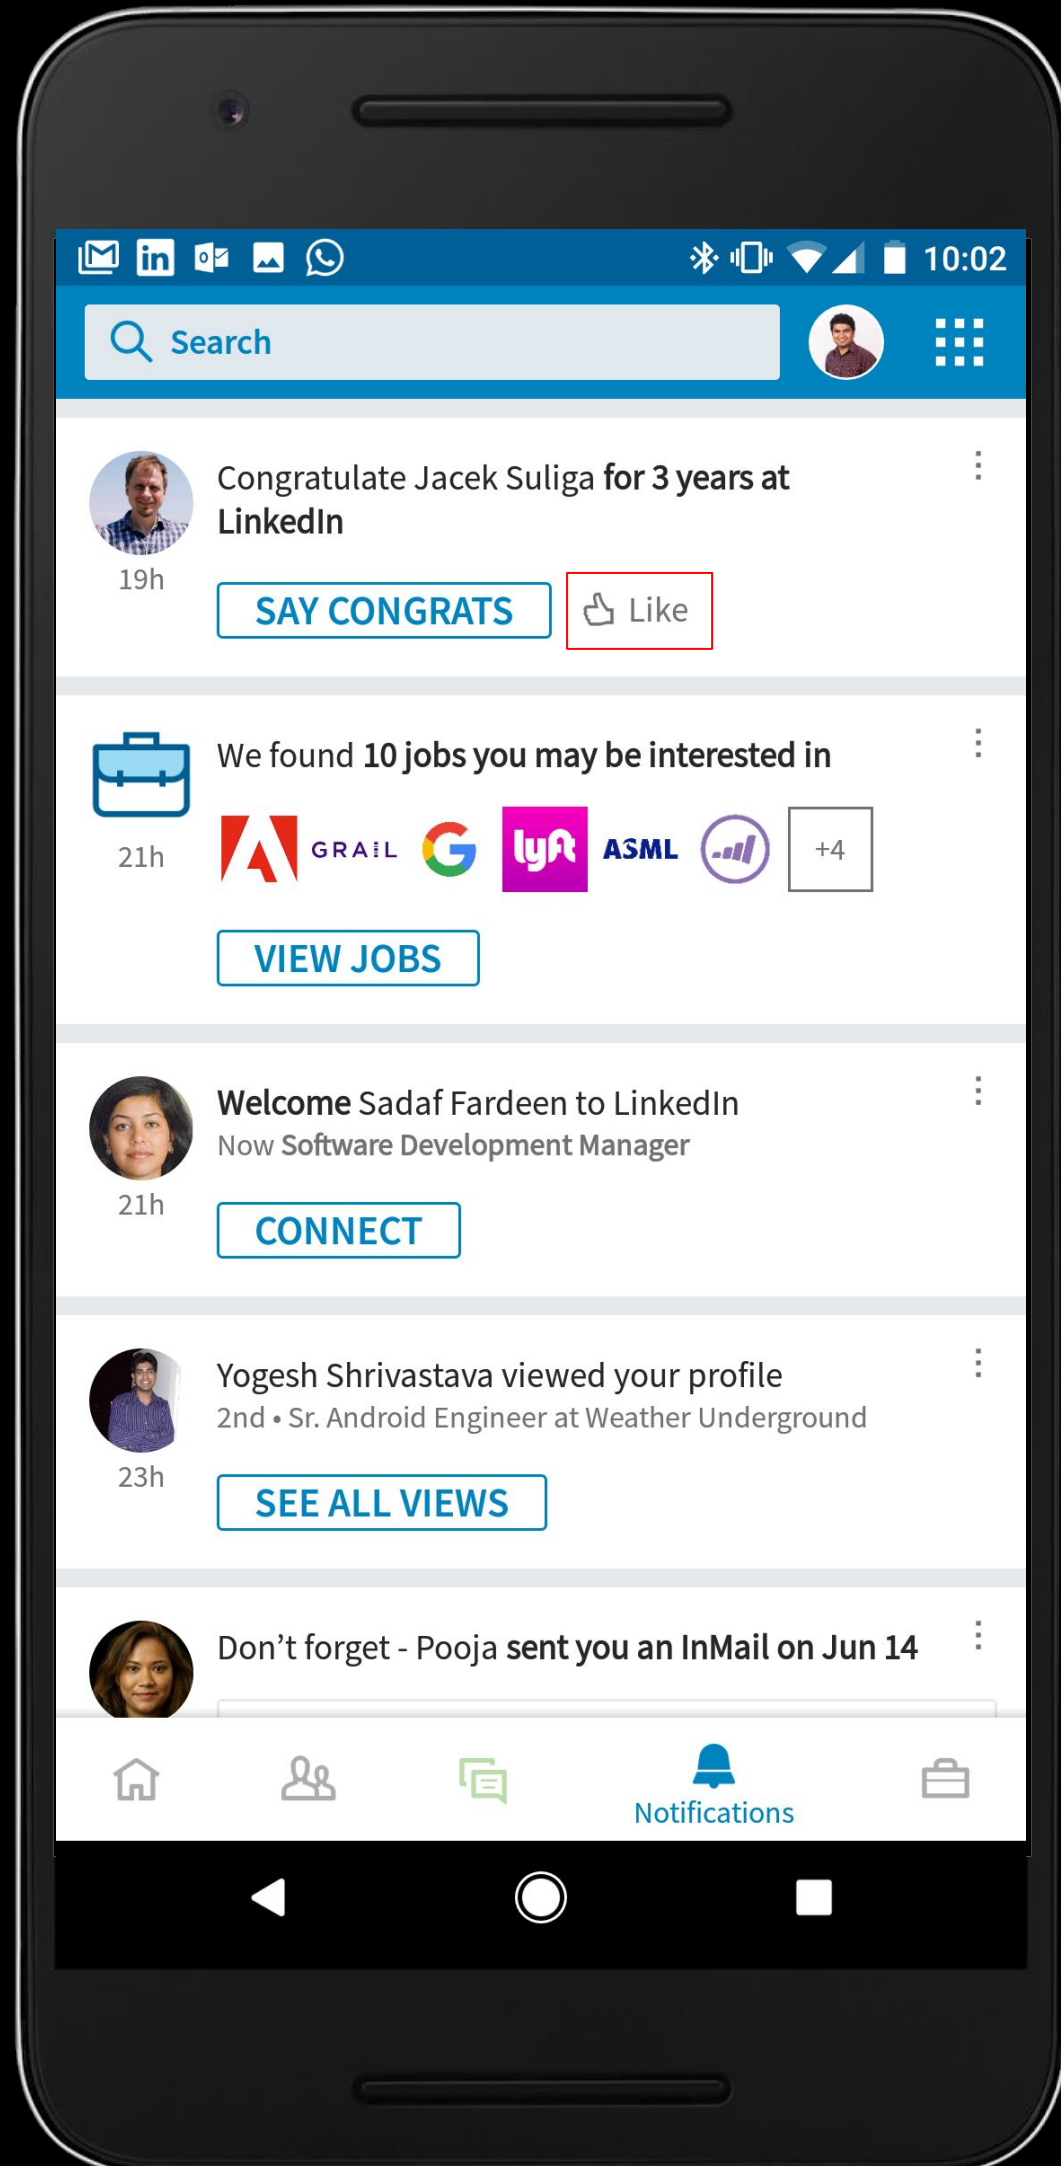 in
10:02
Search
Congratulate Jacek Suliga for 3 years at
LinkedIn
19h
SAY CONGRATS
Like
We found 10 jobs you may be interested in
21h
GRAIL
G
lyft
ASML
+4
VIEW JOBS
Welcome Sadaf Fardeen to LinkedIn
Now Software Development Manager
21h
CONNECT
Yogesh Shrivastava viewed your profile
2nd • Sr. Android Engineer at Weather Underground
23h
SEE ALL VIEWS
Don’t forget - Pooja sent you an InMail on Jun 14
Notifications